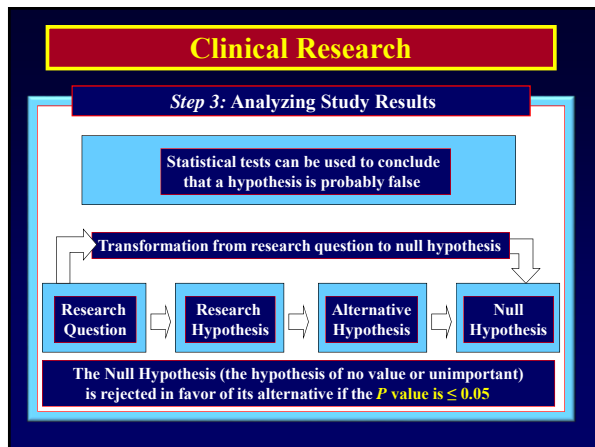 Clinical Research
Step 3: Analyzing Study Results
Statistical tests can be used to conclude
that a hypothesis is probably false
Transformation from research question to null hypothesis
Research
Question
Research
Hypothesis
Alternative
Hypothesis
Null
Hypothesis
The Null Hypothesis (the hypothesis of no value or unimportant)
is rejected in favor of its alternative if the P value is ≤ 0.05